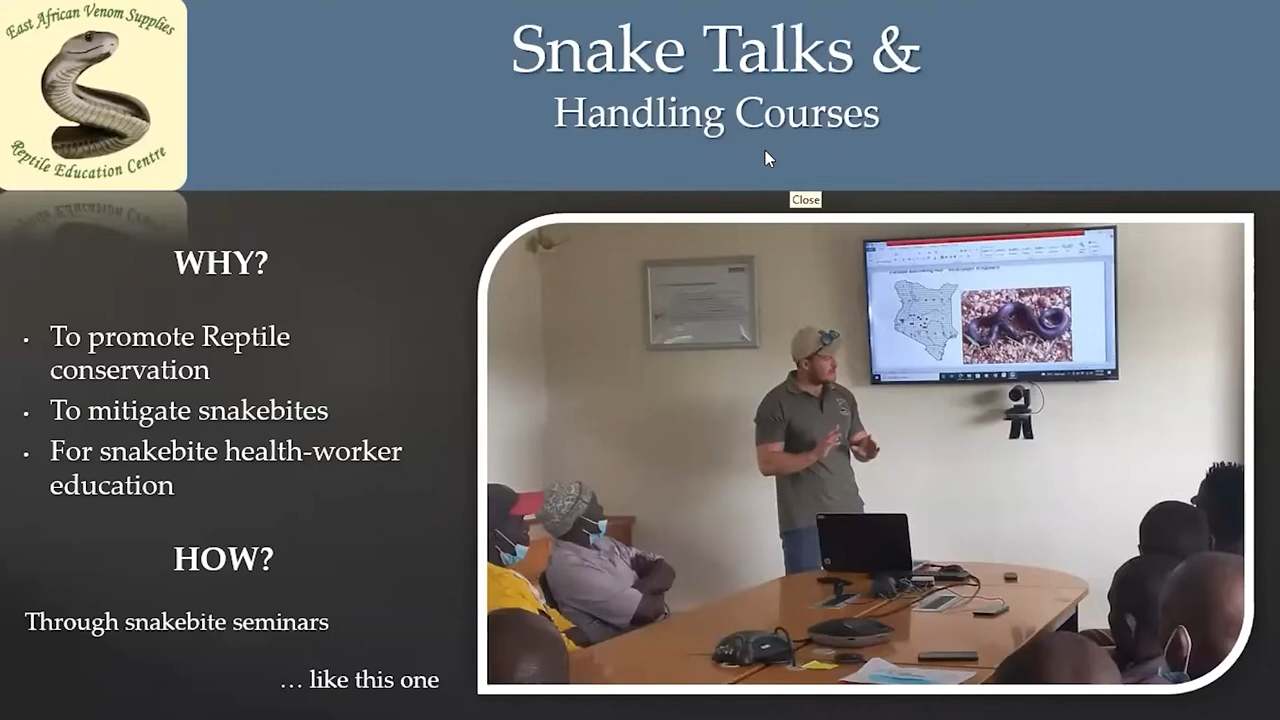 East African Venom Supplies
Reptile Education Centre
Snake Talks &
Handling Courses
Close
WHY?
· To promote Reptile
conservation
· To mitigate snakebites
· For snakebite health-worker
education
HOW?
Through snakebite seminars
… like this one